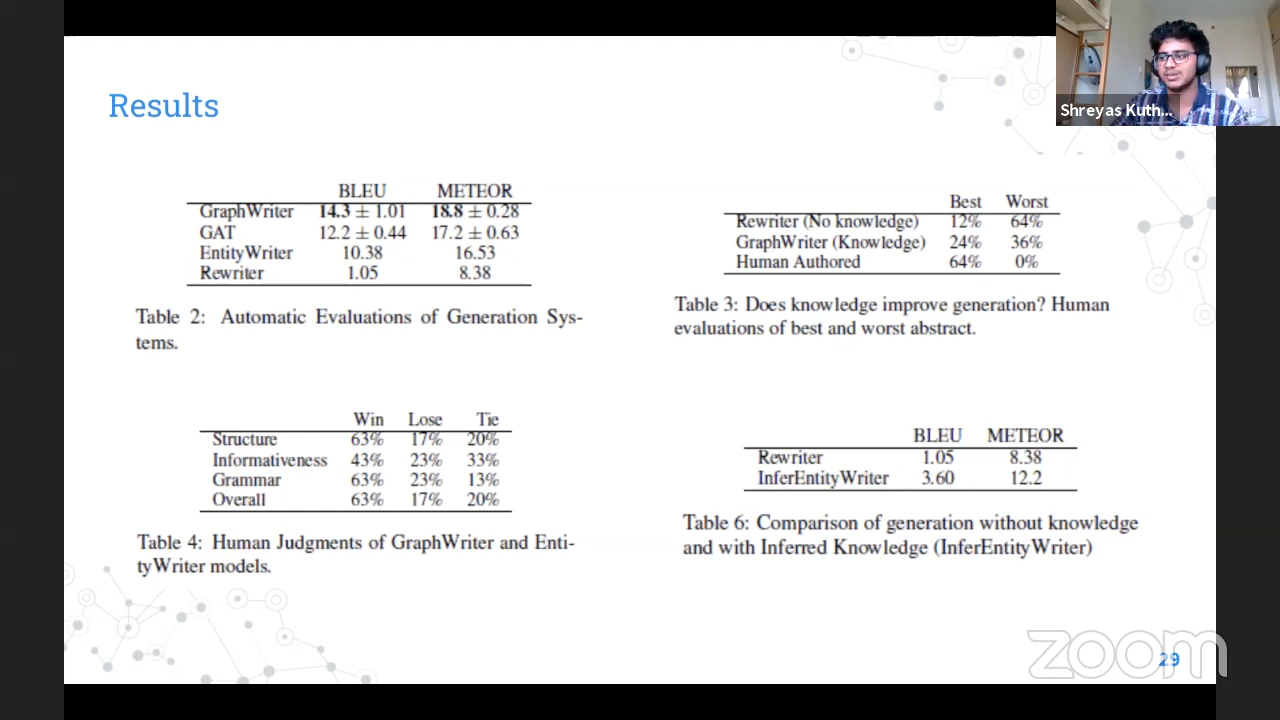 Shreyas Kuth...
Results
BLEU METEOR
GraphWriter 14.3 ± 1.01 18.8 ± 0.28
GAT 12.2 ± 0.44 17.2 ± 0.63
EntityWriter 10.38 16.53
Rewriter 1.05 8.38
Table 2: Automatic Evaluations of Generation Sys-
tems.
Best Worst
Rewriter (No knowledge) 12% 64%
GraphWriter (Knowledge) 24% 36%
Human Authored 64% 0%
Table 3: Does knowledge improve generation? Human
evaluations of best and worst abstract.
Win Lose Tie
Structure 63% 17% 20%
Informativeness 43% 23% 33%
Grammar 63% 23% 13%
Overall 63% 17% 20%
Table 4: Human Judgments of GraphWriter and Enti-
tyWriter models.
BLEU METEOR
Rewriter 1.05 8.38
InferEntityWriter 3.60 12.2
Table 6: Comparison of generation without knowledge
and with Inferred Knowledge (InferEntityWriter)
zoom
29